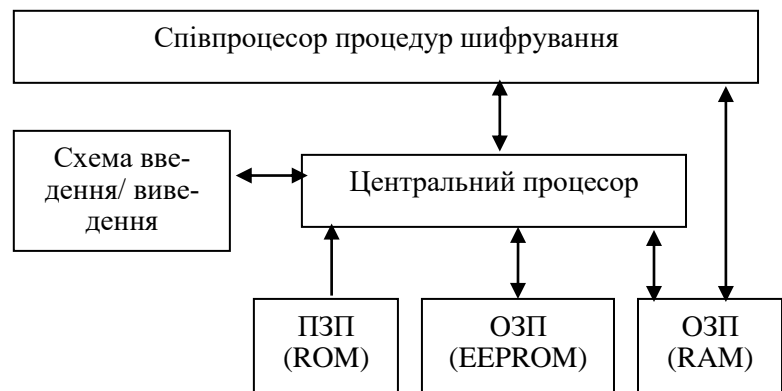 Співпроцесор процедур шифрування
Схема вве-
дення/ виве-
дення
Центральний процесор
ПЗП
(ROM)
ОЗП
(EEPROM)
ОЗП
(RAM)